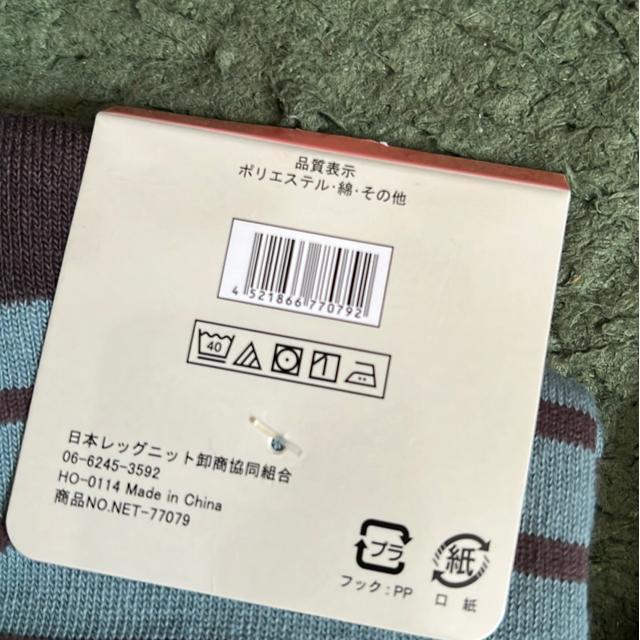 品質表示
ポリエステル・綿・その他
4 521866 770792
40
日本レッグニット卸商協同組合
06-6245-3592
HO-0114 Made in China
商品NO.NET-77079
プラ
フック:PP
紙
口 紙